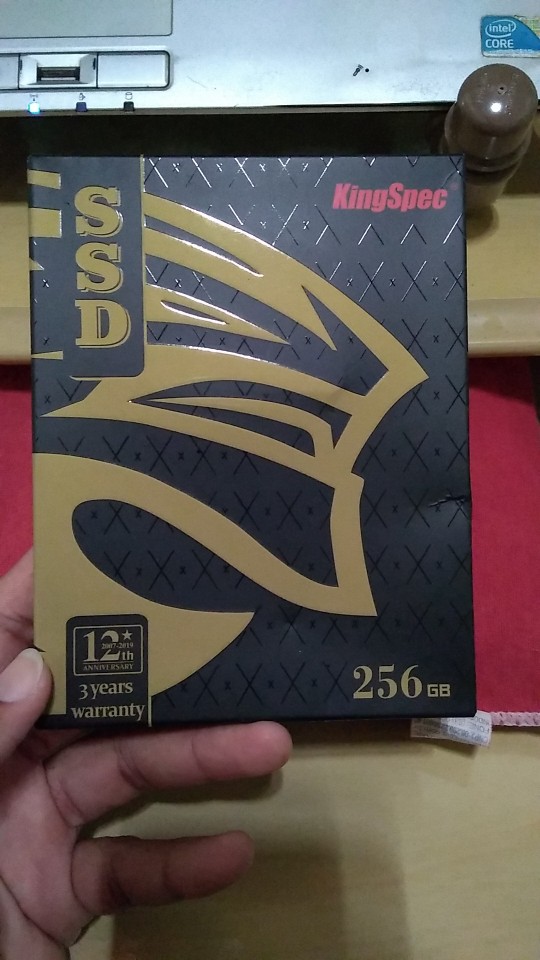 intel
CORE
KingSpec
SSD
12th
2007-2019
ANNIVERSARY
3 years
warranty
256 GB